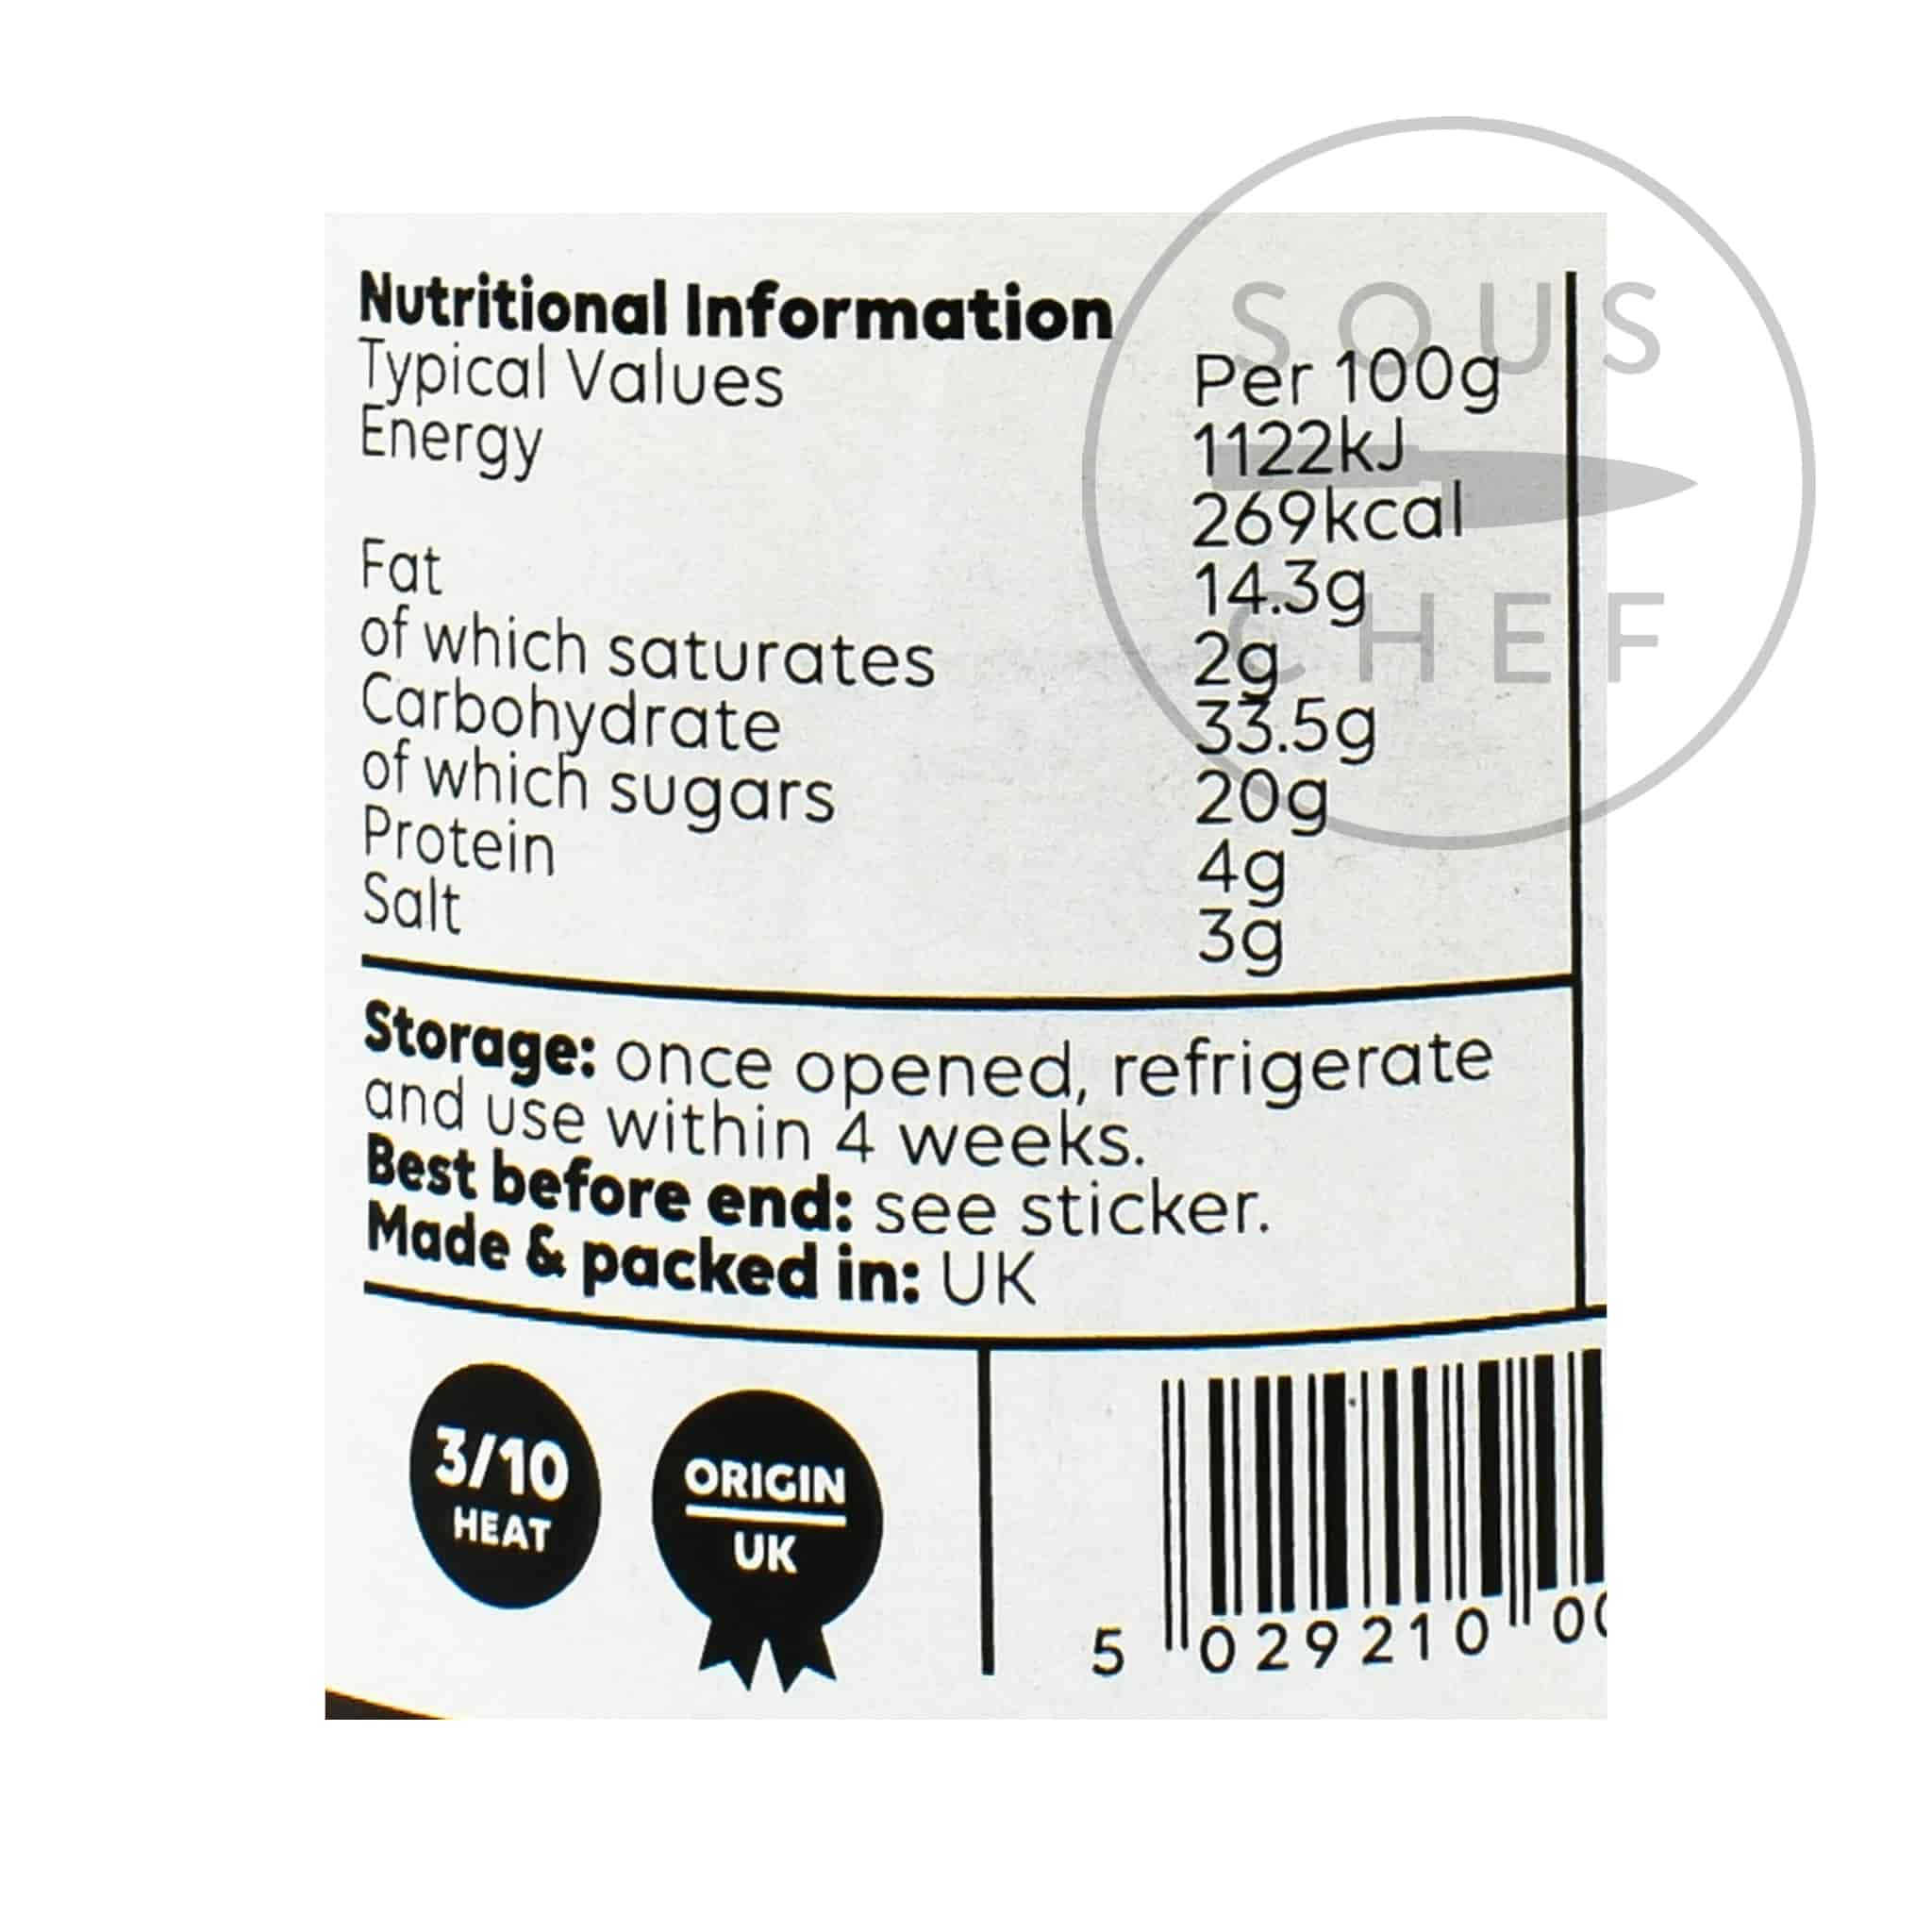 SOUS
CHEF
Nutritional Information
Typical Values Per 100g
Energy 1122kJ
269kcal
Fat 14.3g
of which saturates 2g
Carbohydrate 33.5g
of which sugars 20g
Protein 4g
Salt 3g
Storage: once opened, refrigerate
and use within 4 weeks.
Best before end: see sticker.
Made & packed in: UK
3/10
HEAT
ORIGIN
UK
5 029210 0